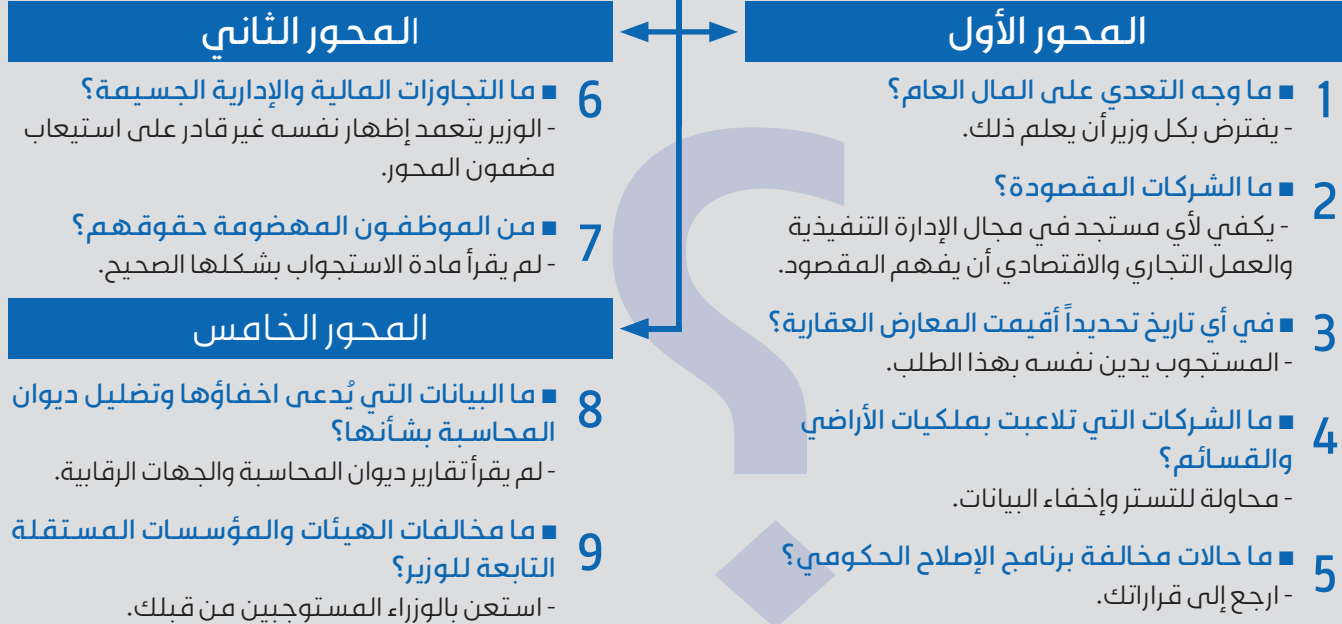 المحور الأول
1 ■ ما وجه التعدي على المال العام؟
- يفترض بكل وزير أن يعلم ذلك.
2 ■ ما الشركات المقصودة؟
- يكفي لأي مستجد في مجال الإدارة التنفيذية
والعمل التجاري والاقتصادي أن يفهم المقصود.
3 ■ في أي تاريخ تحديداً أقيمت المعارض العقارية؟
- المستجوب يدين نفسه بهذا الطلب.
4 ■ ما الشركات التي تلاعبت بملكيات الأراضي
والقسائم؟
- محاولة للتستر وإخفاء البيانات.
5 ■ ما حالات مخالفة برنامج الإصلاح الحكومي؟
- ارجع إلى قراراتك.
المحور الثاني
6 ■ ما التجاوزات المالية والإدارية الجسيمة؟
- الوزير يتعمد إظهار نفسه غير قادر على استيعاب
مضمون المحور.
7 ■ من الموظفون المهضومة حقوقهم؟
- لم يقرأ مادة الاستجواب بشكلها الصحيح.
المحور الخامس
8 ■ ما البيانات التي يُدعى اخفاؤها وتضليل ديوان
المحاسبة بشأنها؟
- لم يقرأ تقارير ديوان المحاسبة والجهات الرقابية.
9 ■ ما مخالفات الهيئات والمؤسسات المستقلة
التابعة للوزير؟
- استعن بالوزراء المستوجبين من قبلك.